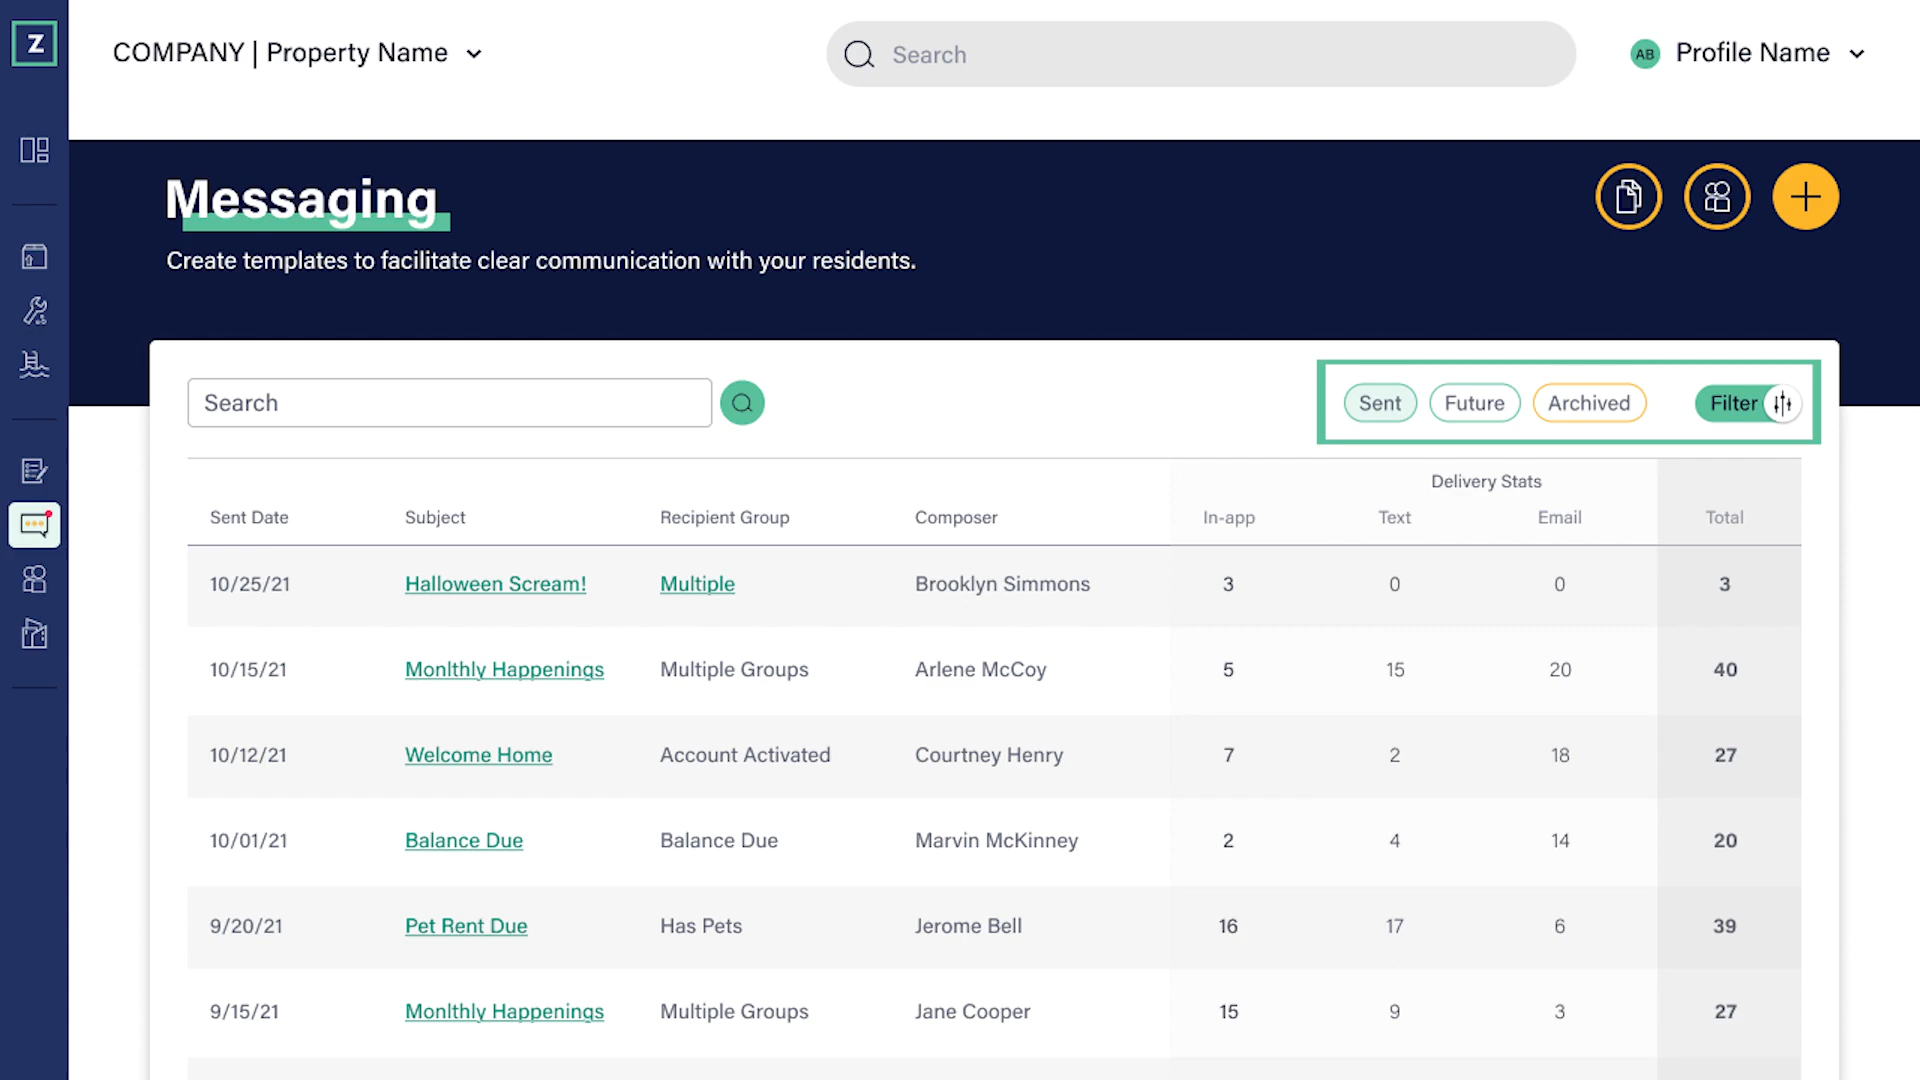 Z
COMPANY | Property Name
Search
AB Profile Name
Messaging
Create templates to facilitate clear communication with your residents.
Search
Sent Future Archived Filter
Delivery Stats
Sent Date Subject Recipient Group Composer In-app Text Email Total
10/25/21 Halloween Scream! Multiple Brooklyn Simmons 3 0 0 3
10/15/21 Monlthly Happenings Multiple Groups Arlene McCoy 5 15 20 40
10/12/21 Welcome Home Account Activated Courtney Henry 7 2 18 27
10/01/21 Balance Due Balance Due Marvin McKinney 2 4 14 20
9/20/21 Pet Rent Due Has Pets Jerome Bell 16 17 6 39
9/15/21 Monlthly Happenings Multiple Groups Jane Cooper 15 9 3 27